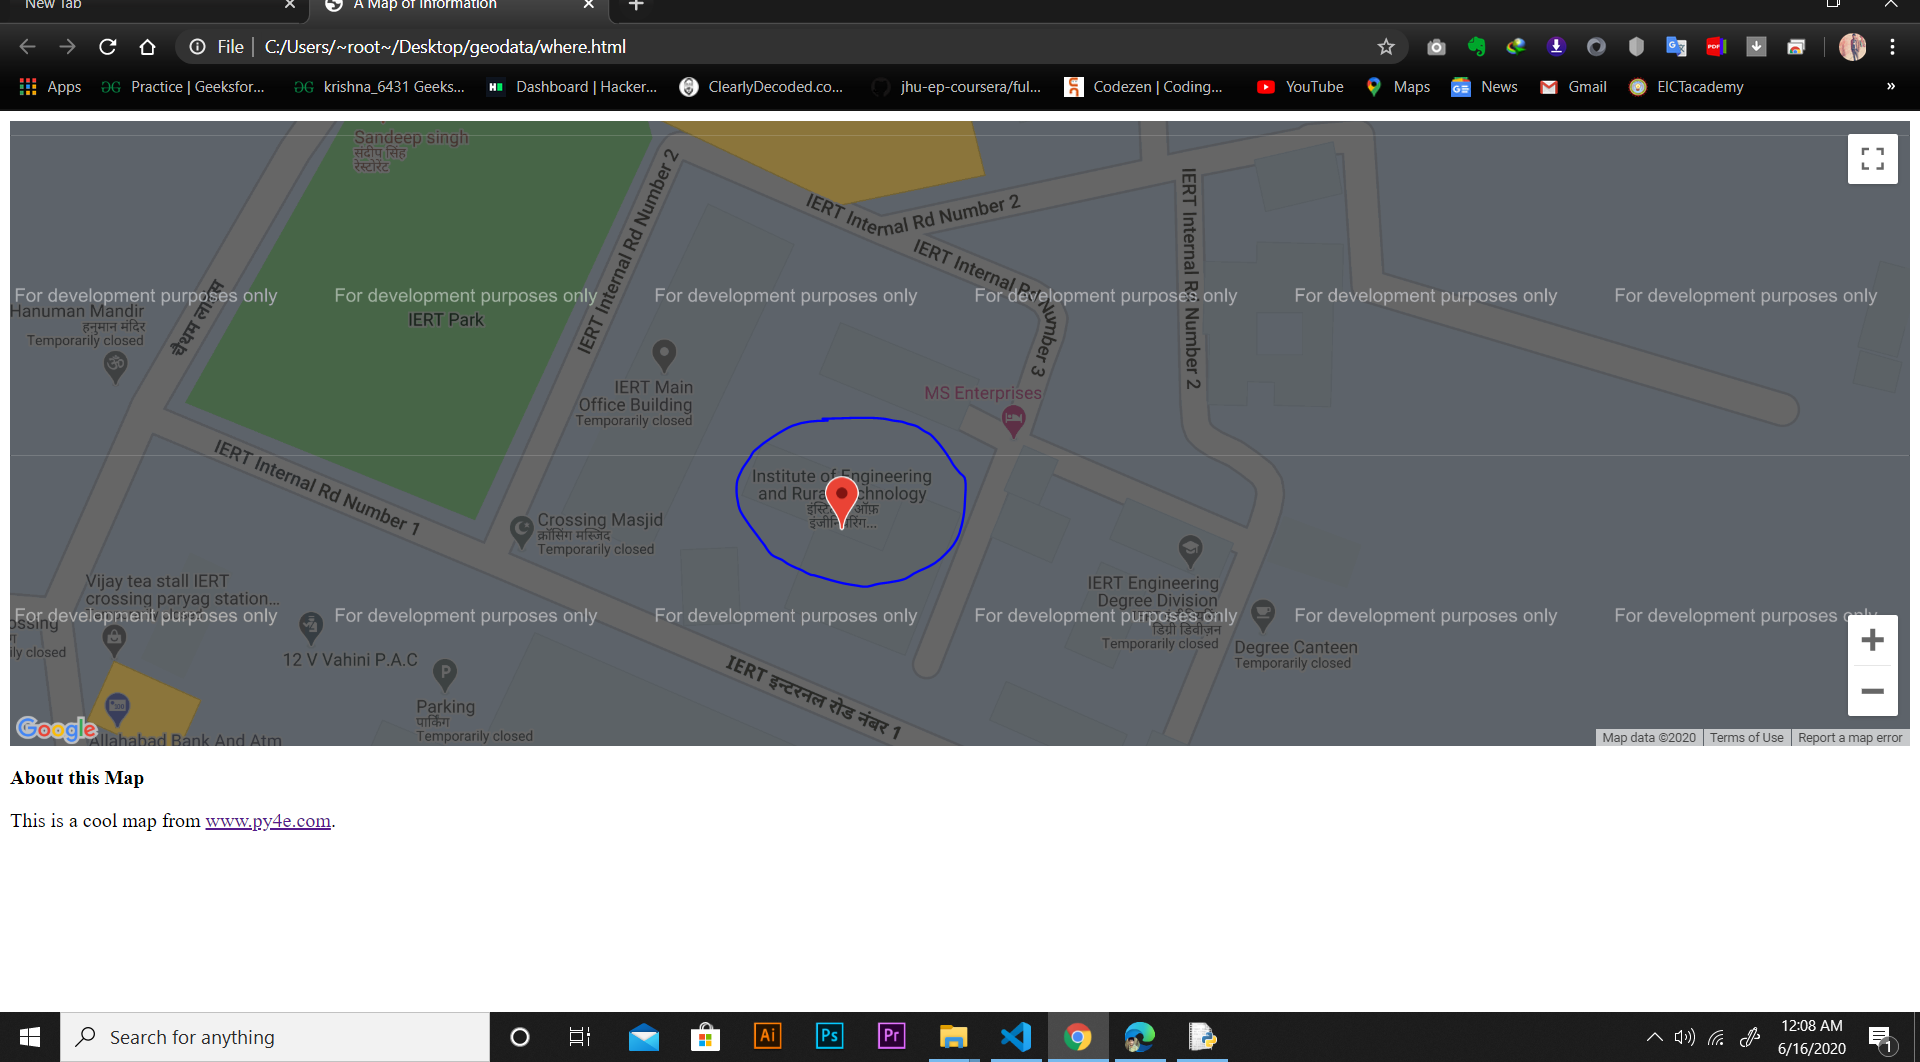 New Tab
A Map of Information
File
C:/Users/~root~/Desktop/geodata/where.html
Apps
Practice | Geeksfor...
krishna_6431 Geeks...
Dashboard | Hacker...
ClearlyDecoded.co...
jhu-ep-coursera/ful...
Codezen | Coding...
YouTube
Maps
News
Gmail
EICTacademy
»
Sandeep singh
संदीप सिंह
रेस्टोरेंट
IERT Internal Rd Number 2
IERT Internal Rd Number 2
IERT Internal Rd Number 3
IERT Internal Rd Number 2
For development purposes only
For development purposes only
For development purposes only
For development purposes only
For development purposes only
For development purposes only
Hanuman Mandir
हनुमान मंदिर
Temporarily closed
चैथम लाइंस
IERT Park
IERT Main
Office Building
Temporarily closed
MS Enterprises
IERT Internal Rd Number 1
Institute of Engineering
and Rura chnology
इंजीनियरिंग...
Crossing Masjid
क्रॉसिंग मस्जिद
Temporarily closed
Vijay tea stall IERT
crossing paryag station...
IERT Engineering
Degree Division
डिग्री डिवीज़न
Temporarily closed
For development purposes only
For development purposes only
For development purposes only
For development purposes only
For development purposes only
For development purposes only
ily closed
12 V Vahini P.A.C
Degree Canteen
Temporarily closed
P
Parking
पार्किंग
Temporarily closed
IERT इन्टरनल रोड नंबर 1
Google
Allahabad Bank And Atm
Map data ©2020
Terms of Use
Report a map error
About this Map
This is a cool map from www.py4e.com.
Search for anything
Ai
Ps
Pr
12:08 AM
6/16/2020
1